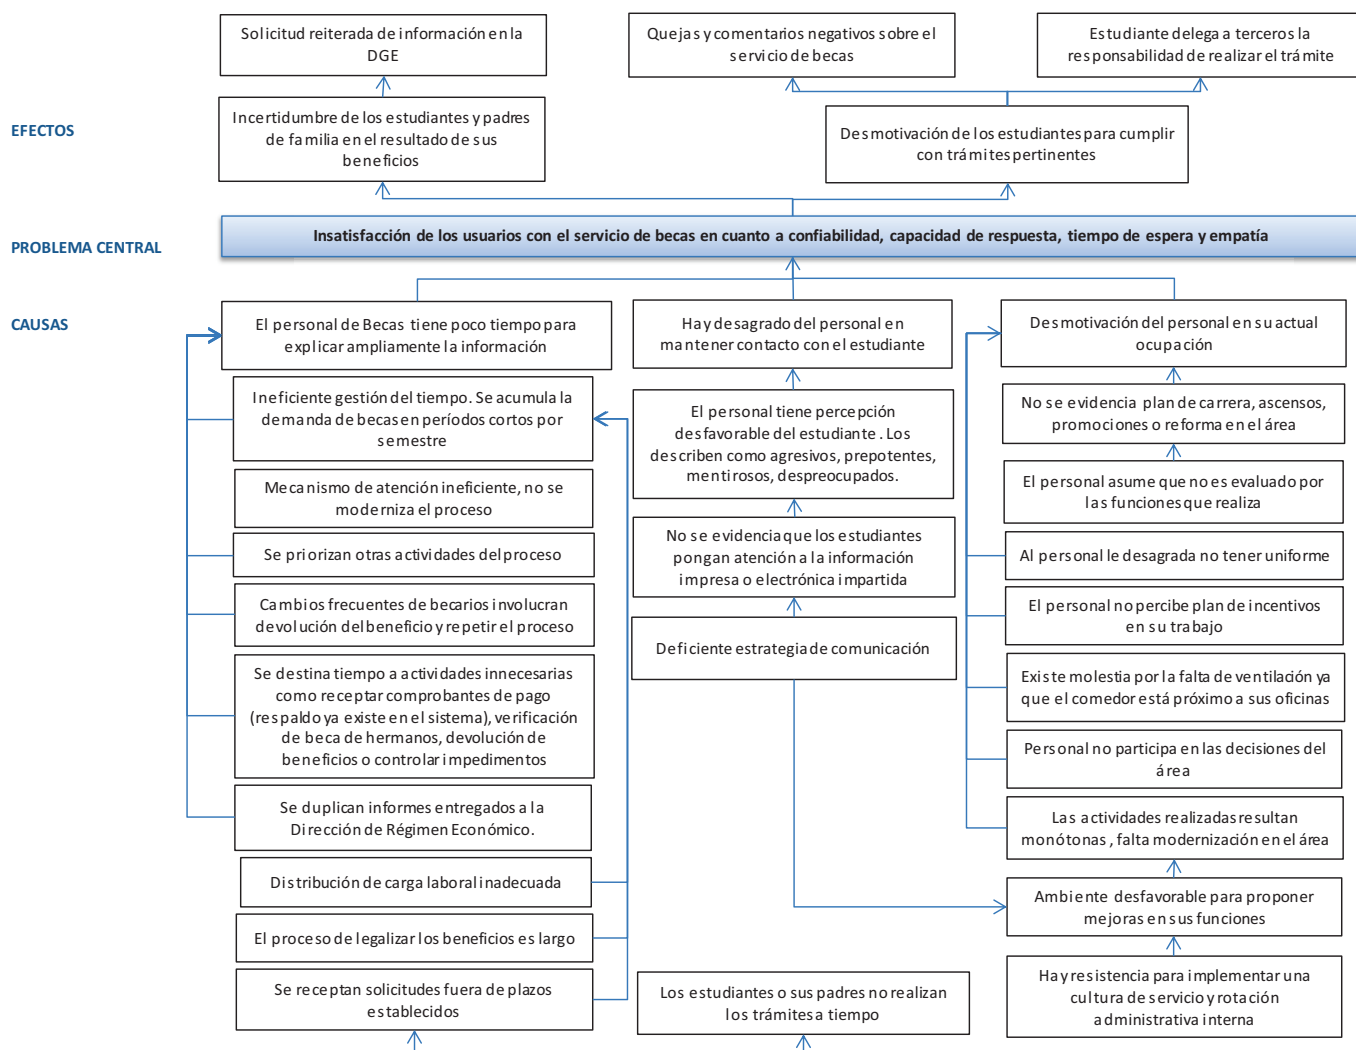 Solicitud reiterada de información en la
DGE
Quejas y comentarios negativos sobre el
servicio de becas
Estudiante delega a terceros la
responsabilidad de realizar el trámite
EFECTOS
Incertidumbre de los estudiantes y padres
de familia en el resultado de sus
beneficios
Desmotivación de los estudiantes para cumplir
con trámites pertinentes
PROBLEMA CENTRAL
Insatisfacción de los usuarios con el servicio de becas en cuanto a confiabilidad, capacidad de respuesta, tiempo de espera y empatía
CAUSAS
El personal de Becas tiene poco tiempo para
explicar ampliamente la información
Ineficiente gestión del tiempo. Se acumula la
demanda de becas en períodos cortos por
semestre
Mecanismo de atención ineficiente, no se
moderniza el proceso
Se priorizan otras actividades del proceso
Cambios frecuentes de becarios involucran
devolución del beneficio y repetir el proceso
Se destina tiempo a actividades innecesarias
como receptar comprobantes de pago
(respaldo ya existe en el sistema), verificación
de beca de hermanos, devolución de
beneficios o controlar impedimentos
Se duplican informes entregados a la
Dirección de Régimen Económico.
Distribución de carga laboral inadecuada
El proceso de legalizar los beneficios es largo
Se receptan solicitudes fuera de plazos
establecidos
Hay desagrado del personal en
mantener contacto con el estudiante
El personal tiene percepción
desfavorable del estudiante . Los
describen como agresivos, prepotentes,
mentirosos, despreocupados.
No se evidencia que los estudiantes
pongan atención a la información
impresa o electrónica impartida
Deficiente estrategia de comunicación
Los estudiantes o sus padres no realizan
los trámites a tiempo
Desmotivación del personal en su actual
ocupación
No se evidencia plan de carrera, ascensos,
promociones o reforma en el área
El personal asume que no es evaluado por
las funciones que realiza
Al personal le desagrada no tener uniforme
El personal no percibe plan de incentivos
en su trabajo
Existe molestia por la falta de ventilación ya
que el comedor está próximo a sus oficinas
Personal no participa en las decisiones del
área
Las actividades realizadas resultan
monótonas , falta modernización en el área
Ambiente desfavorable para proponer
mejoras en sus funciones
Hay resistencia para implementar una
cultura de servicio y rotación
administrativa interna